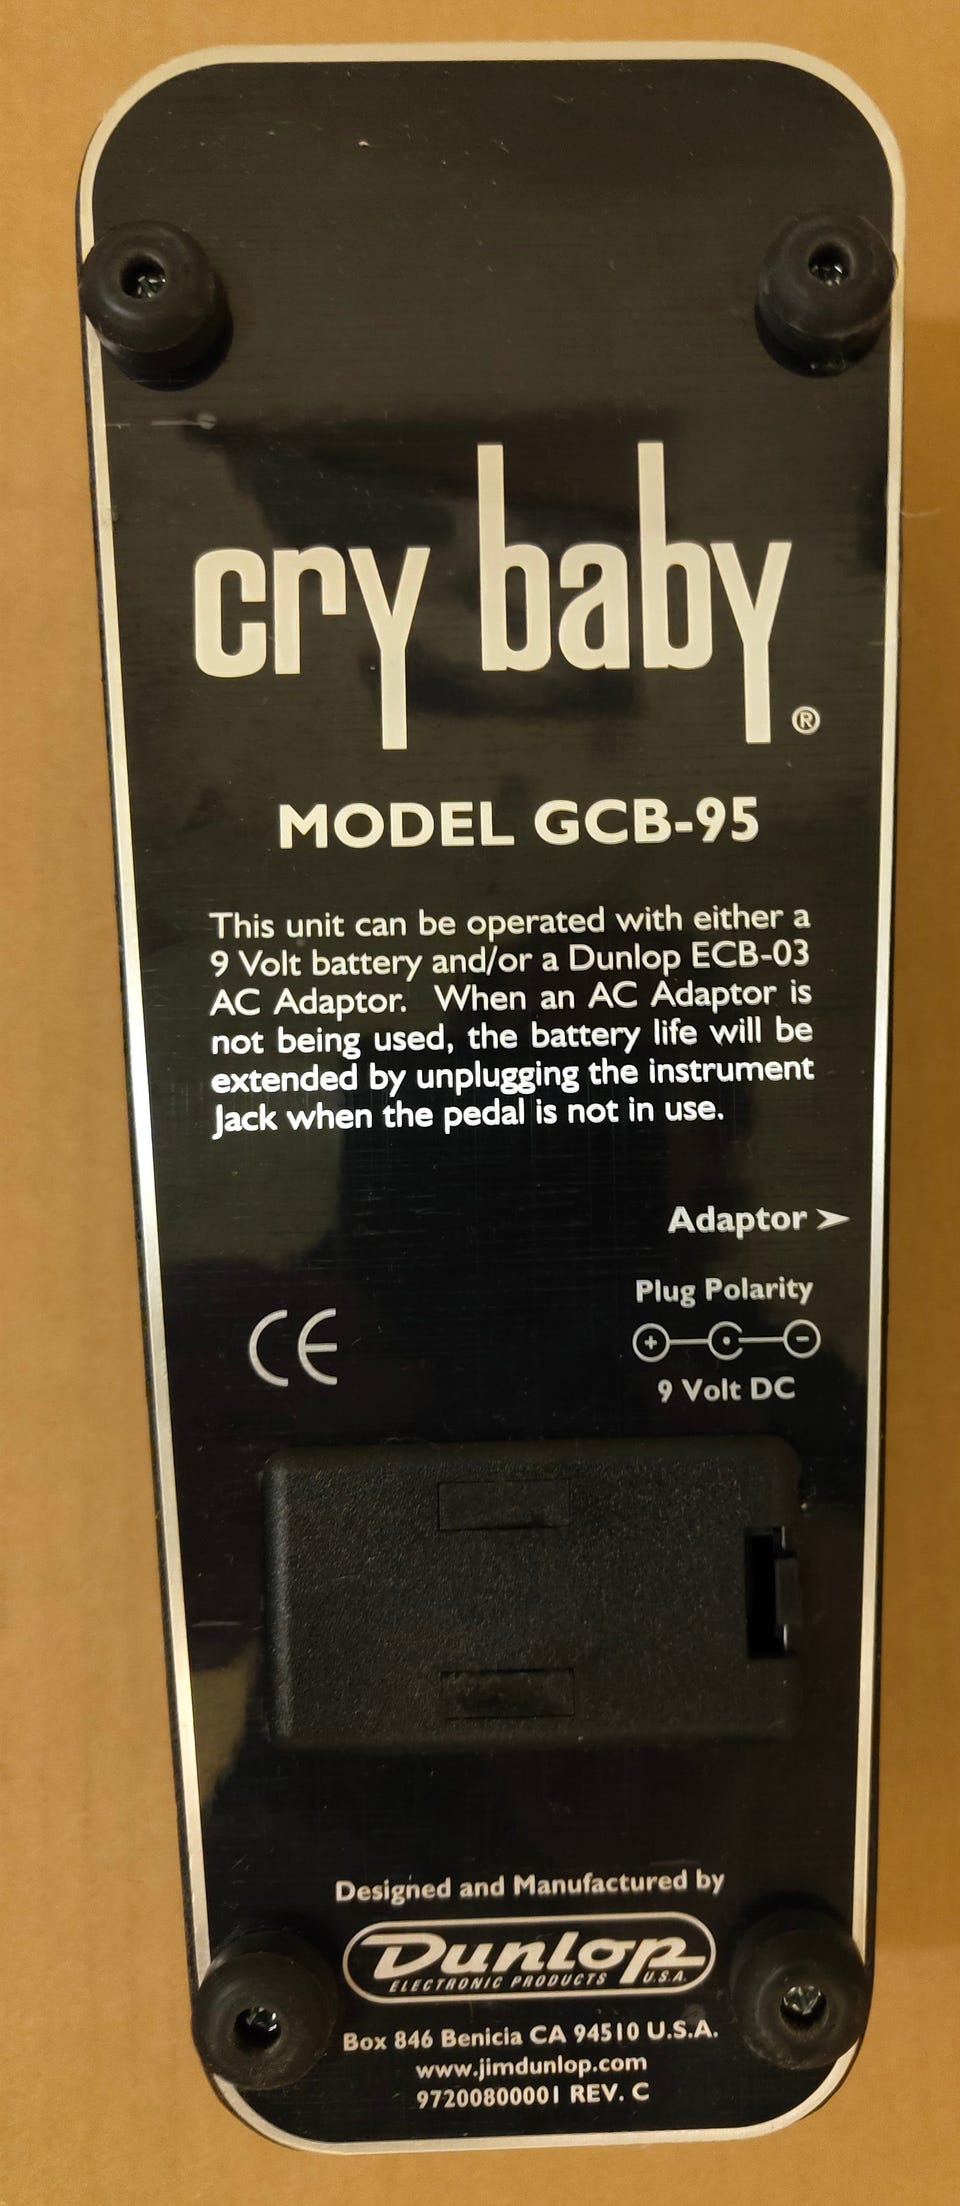 cry baby®
MODEL GCB-95
This unit can be operated with either a
9 Volt battery and/or a Dunlop ECB-03
AC Adaptor. When an AC Adaptor is
not being used, the battery life will be
extended by unplugging the instrument
Jack when the pedal is not in use.
Adaptor ➤
Plug Polarity
+ -
9 Volt DC
CE
Designed and Manufactured by
Dunlop
ELECTRONIC PRODUCTS U.S.A.
Box 846 Benicia CA 94510 U.S.A.
www.jimdunlop.com
97200800001 REV. C